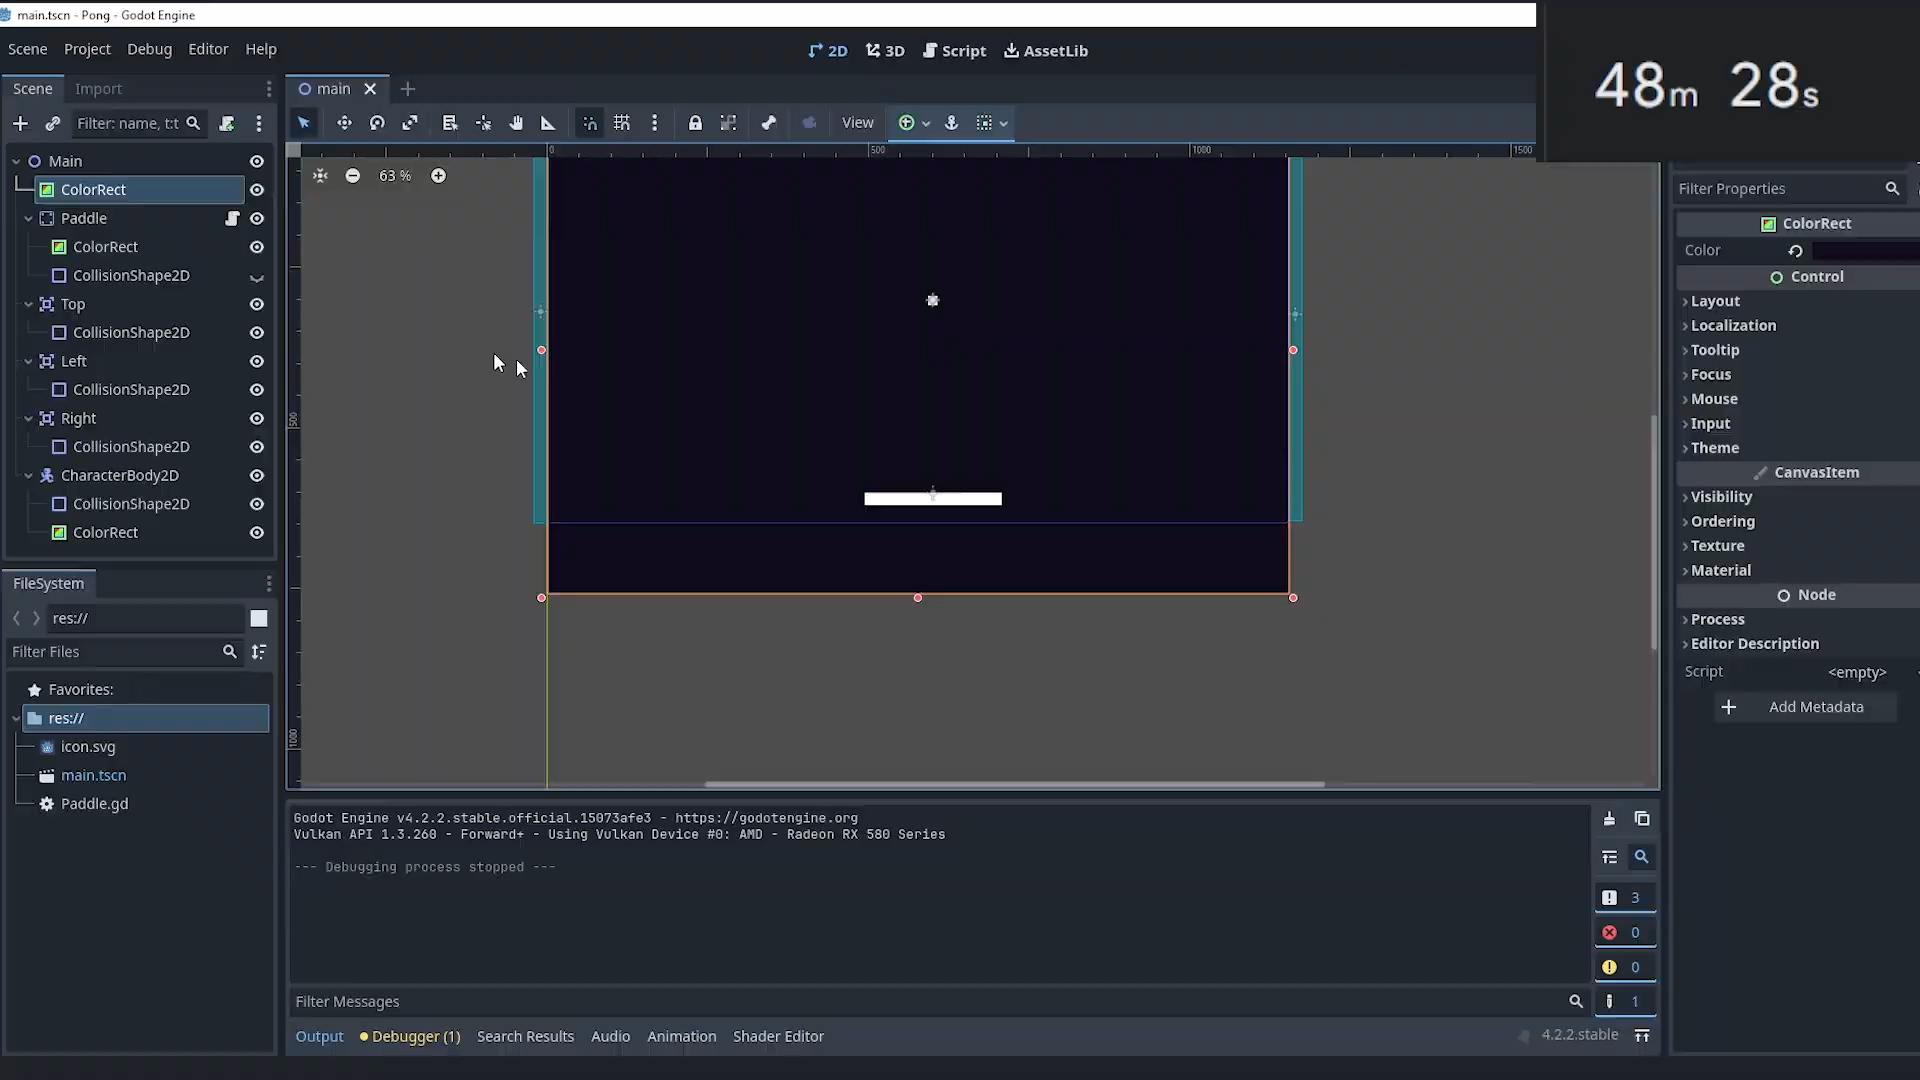 main.tscn - Pong - Godot Engine
Scene Project Debug Editor Help
2D 3D Script AssetLib
48m 28s
Scene Import
main
Filter: name, t:t
View
Main
ColorRect
Paddle
ColorRect
CollisionShape2D
Top
CollisionShape2D
Left
CollisionShape2D
Right
CollisionShape2D
CharacterBody2D
CollisionShape2D
ColorRect
FileSystem
res://
Filter Files
Favorites:
res://
icon.svg
main.tscn
Paddle.gd
0 500 1000 1500
63 %
500
1000
Godot Engine v4.2.2.stable.official.15073afe3 - https://godotengine.org
Vulkan API 1.3.260 - Forward+ - Using Vulkan Device #0: AMD - Radeon RX 580 Series
--- Debugging process stopped ---
3
0
0
1
Filter Messages
Output Debugger (1) Search Results Audio Animation Shader Editor
4.2.2.stable
Filter Properties
ColorRect
Color
Control
Layout
Localization
Tooltip
Focus
Mouse
Input
Theme
CanvasItem
Visibility
Ordering
Texture
Material
Node
Process
Editor Description
Script <empty>
Add Metadata